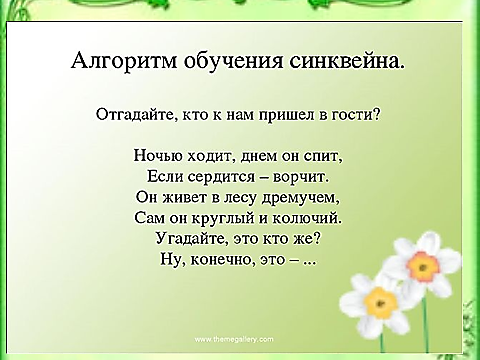 Алгоритм обучения синквейна.
Отгадайте, кто к нам пришел в гости?
Ночью ходит, днем он спит,
Если сердится – ворчит.
Он живет в лесу дремучем,
Сам он круглый и колючий.
Угадайте, это кто же?
Ну, конечно, это – ...
www.themegallery.com